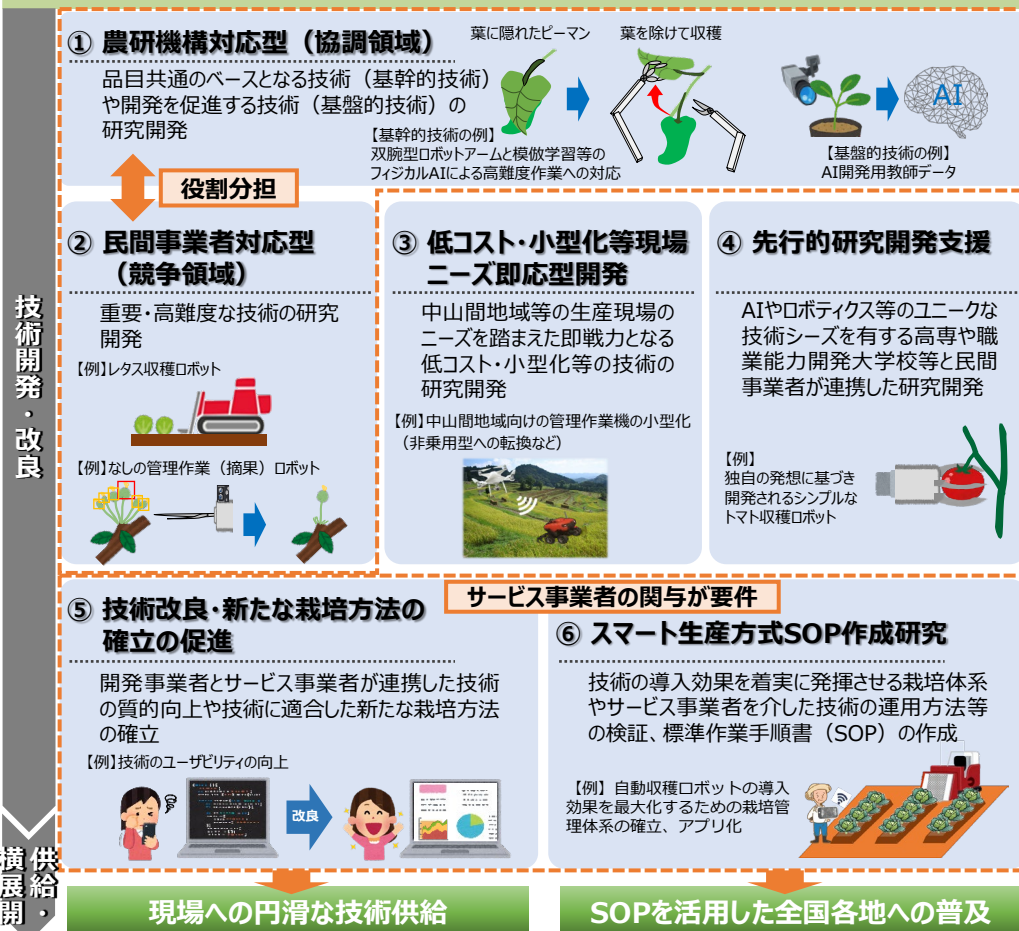 ① 農研機構対応型（協調領域）
品目共通のベースとなる技術（基幹的技術）
や開発を促進する技術（基盤的技術）の
研究開発
葉に隠れたピーマン
葉を除けて収穫
【基幹的技術の例】
双腕型ロボットアームと模倣学習等の
フィジカルAIによる高難度作業への対応
AI
【基盤的技術の例】
AI開発用教師データ
役割分担
② 民間事業者対応型
（競争領域）
重要・高難度な技術の研究
開発
【例】レタス収穫ロボット
【例】なしの管理作業（摘果）ロボット
③ 低コスト・小型化等現場
ニーズ即応型開発
中山間地域等の生産現場の
ニーズを踏まえた即戦力となる
低コスト・小型化等の技術の
研究開発
【例】中山間地域向けの管理作業機の小型化
（非乗用型への転換など）
④ 先行的研究開発支援
AIやロボティクス等のユニークな
技術シーズを有する高専や職
業能力開発大学校等と民間
事業者が連携した研究開発
【例】
独自の発想に基づき
開発されるシンプルな
トマト収穫ロボット
技術開発・改良
サービス事業者の関与が要件
⑤ 技術改良・新たな栽培方法の
確立の促進
開発事業者とサービス事業者が連携した技術
の質的向上や技術に適合した新たな栽培方法
の確立
【例】技術のユーザビリティの向上
改良
⑥ スマート生産方式SOP作成研究
技術の導入効果を着実に発揮させる栽培体系
やサービス事業者を介した技術の運用方法等
の検証、標準作業手順書（SOP）の作成
【例】 自動収穫ロボットの導入
効果を最大化するための栽培管
理体系の確立、アプリ化
供給・
横展開
現場への円滑な技術供給
SOPを活用した全国各地への普及